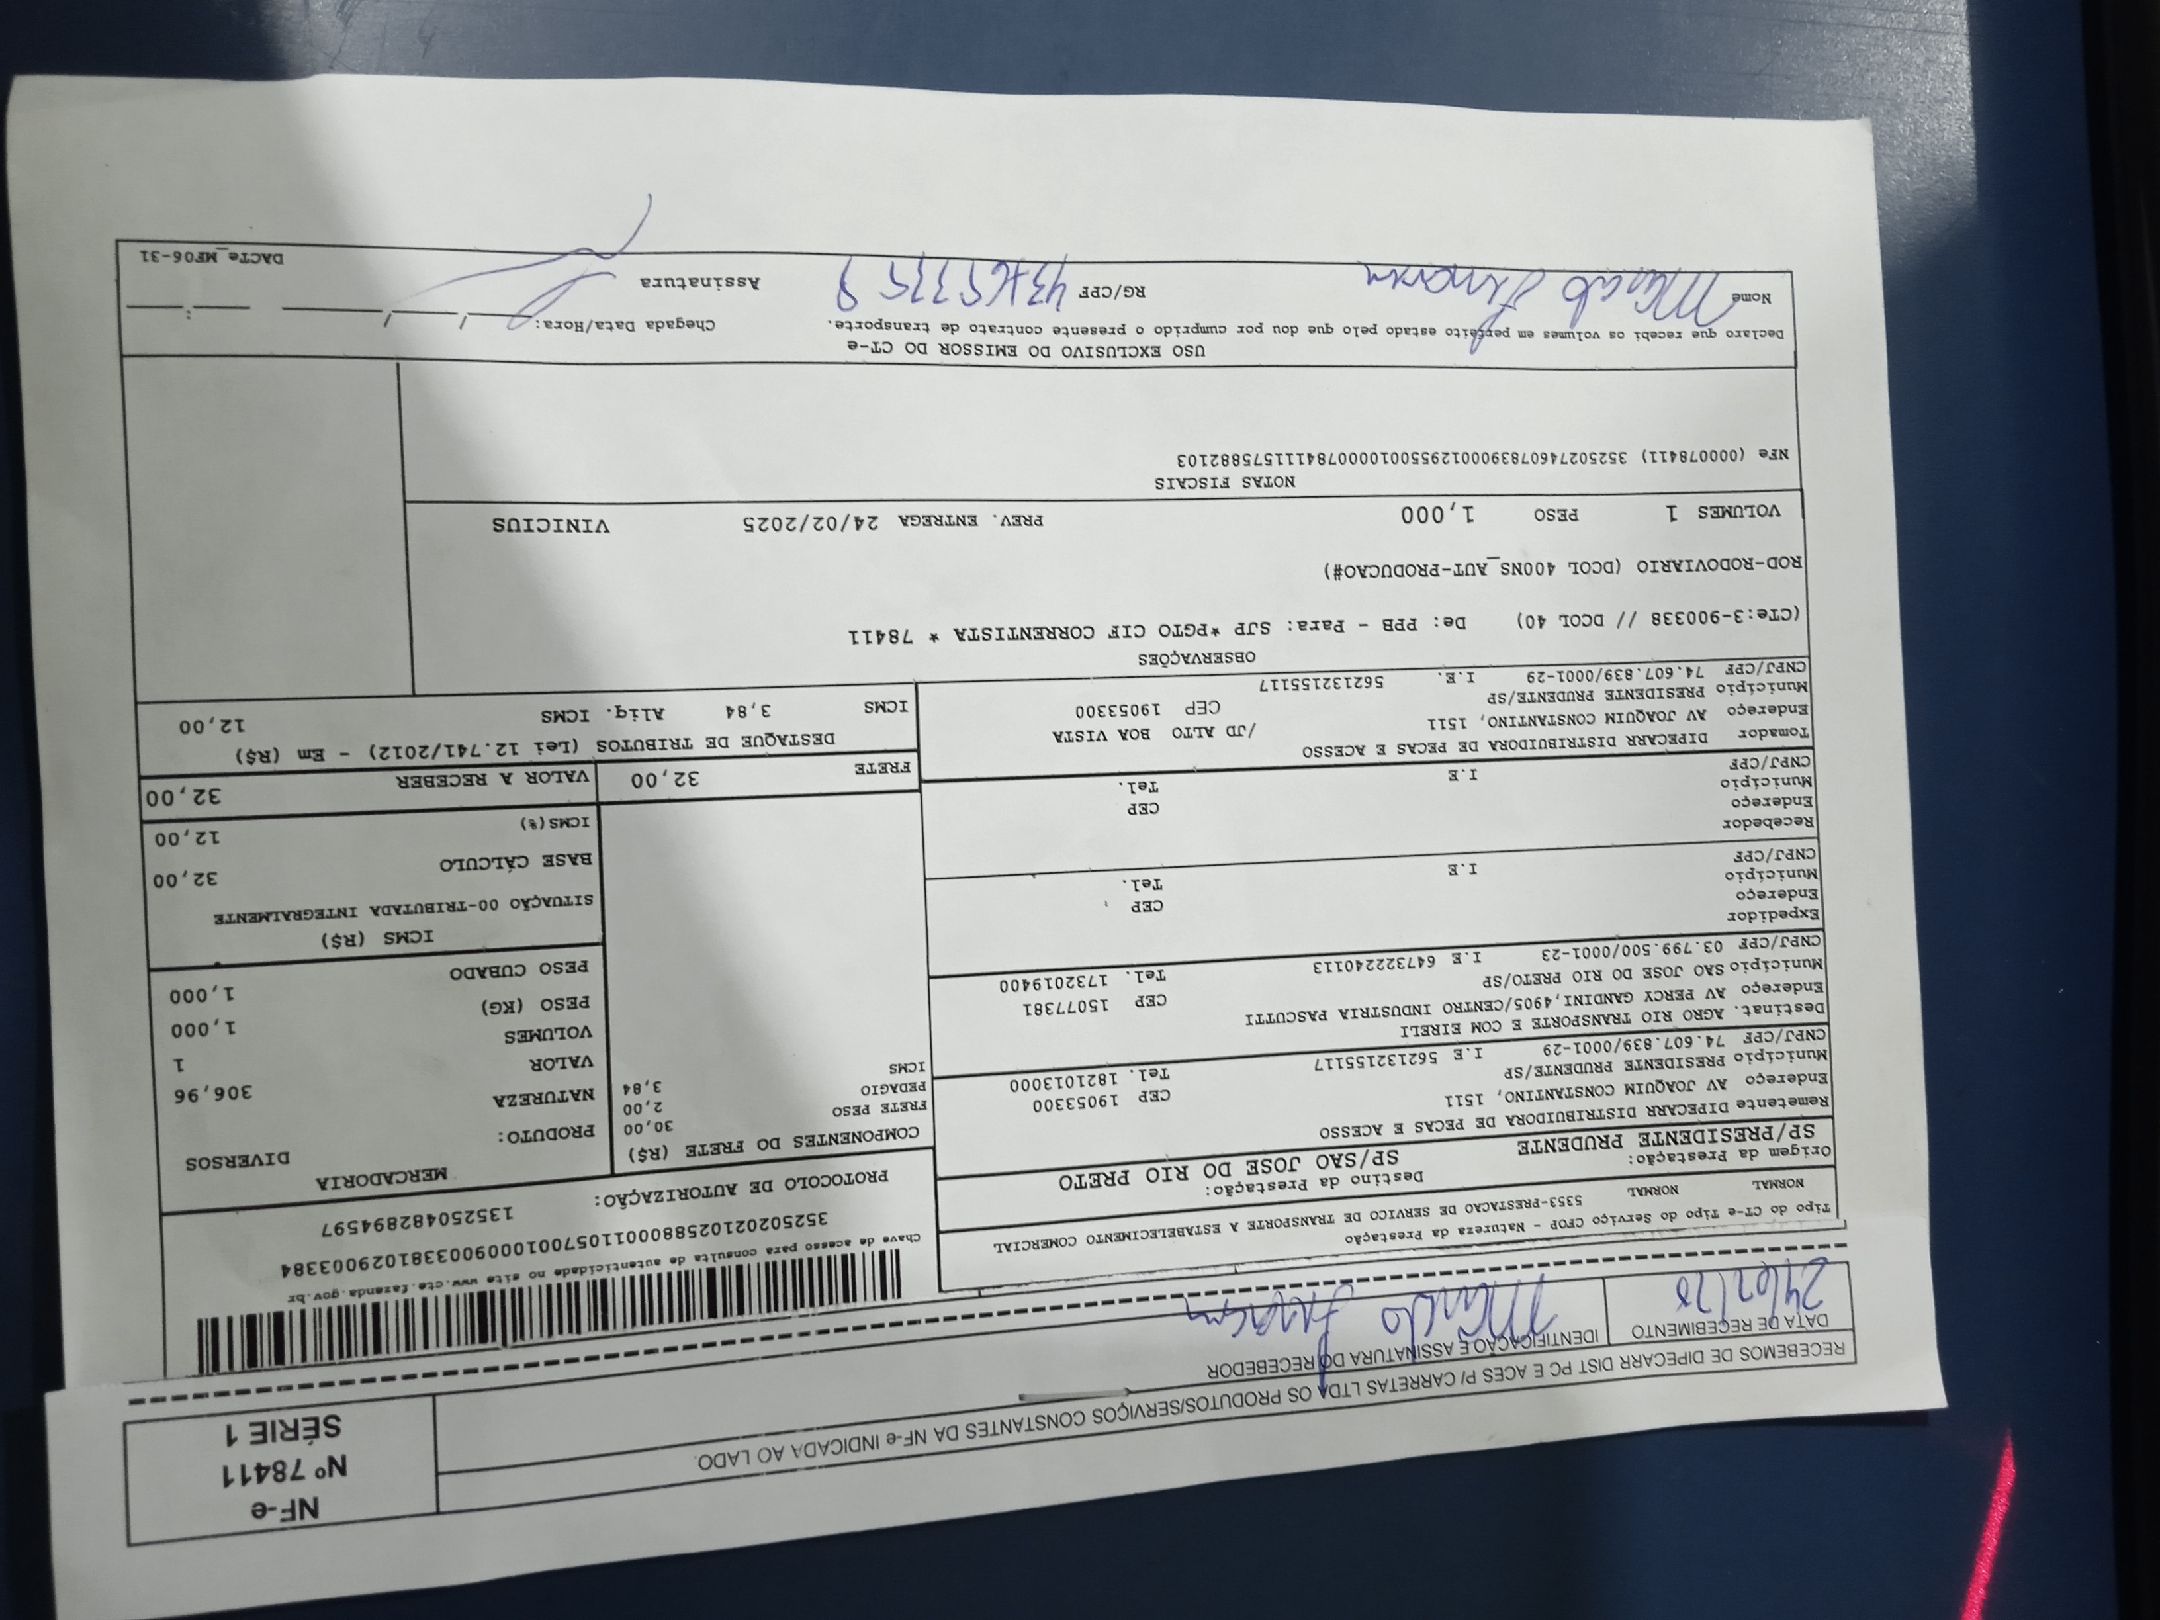 RECEBEMOS DE DIPECARR DIST PC E ACES P/ CARRETAS LTDA OS PRODUTOS/SERVIÇOS CONSTANTES DA NF-e INDICADA AO LADO.
DATA DE RECEBIMENTO
IDENTIFICAÇÃO E ASSINATURA DO RECEBEDOR
NF-e
Nº 78411
SÉRIE 1
Tipo do CT-e Tipo do Serviço CFOP - Natureza da Prestação
NORMAL NORMAL 5353-PRESTACAO DE SERVICO DE TRANSPORTE A ESTABELECIMENTO COMERCIAL
Origem da Prestação:
SP/PRESIDENTE PRUDENTE
Destino da Prestação:
SP/SAO JOSE DO RIO PRETO
Chave de acesso para consulta de autenticidade no site www.cte.fazenda.gov.br
PROTOCOLO DE AUTORIZAÇÃO: 135250482894597
Remetente DIPECARR DISTRIBUIDORA DE PECAS E ACESSO
Endereço AV JOAQUIM CONSTANTINO, 1511 CEP 19053300
Município PRESIDENTE PRUDENTE/SP Tel. 1821013000
CNPJ/CPF 74.607.839/0001-29 I.E 562132155117
Destinat. AGRO RIO TRANSPORTE E COM EIRELI
Endereço AV PERCY GANDINI,4905/CENTRO INDUSTRIA PASCUTTI
Município SAO JOSE DO RIO PRETO/SP CEP 15077381
CNPJ/CPF 03.799.500/0001-23 I.E 647322240113 Tel. 1732019400
Expedidor
Endereço CEP
Município Tel.
CNPJ/CPF I.E
Recebedor
Endereço CEP
Município Tel.
CNPJ/CPF I.E
Tomador DIPECARR DISTRIBUIDORA DE PECAS E ACESSO
Endereço AV JOAQUIM CONSTANTINO, 1511 /JD ALTO BOA VISTA
Município PRESIDENTE PRUDENTE/SP CEP 19053300
CNPJ/CPF 74.607.839/0001-29 I.E. 562132155117
COMPONENTES DO FRETE (R$)
FRETE PESO 30,00
PEDAGIO 2,00
ICMS 3,84
FRETE 32,00
MERCADORIA
PRODUTO: DIVERSOS
NATUREZA
VALOR 306,96
VOLUMES 1
PESO (KG) 1,000
PESO CUBADO 1,000
ICMS (R$)
SITUAÇÃO 00-TRIBUTADA INTEGRALMENTE
BASE CÁLCULO 32,00
ICMS(%) 12,00
VALOR A RECEBER 32,00
DESTAQUE DE TRIBUTOS (Lei 12.741/2012) - Em (R$)
ICMS 3,84 Aliq. ICMS 12,00
OBSERVAÇÕES
(CTe:3-900338 // DCOL 40) De: PPB - Para: SJP *PGTO CIF CORRENTISTA * 78411
ROD-RODOVIARIO (DCOL 400NS_AUT-PRODUCAO#)
VOLUMES 1 PESO 1,000 PREV. ENTREGA 24/02/2025 VINICIUS
NOTAS FISCAIS
NFe (000078411) 35250274607839000129550010000784111575882103
USO EXCLUSIVO DO EMISSOR DO CT-e
Declaro que recebi os volumes em perfeito estado pelo que dou por cumprido o presente contrato de transporte. Chegada Data/Hora:
Nome RG/CPF Assinatura
DACTe_MF06-31